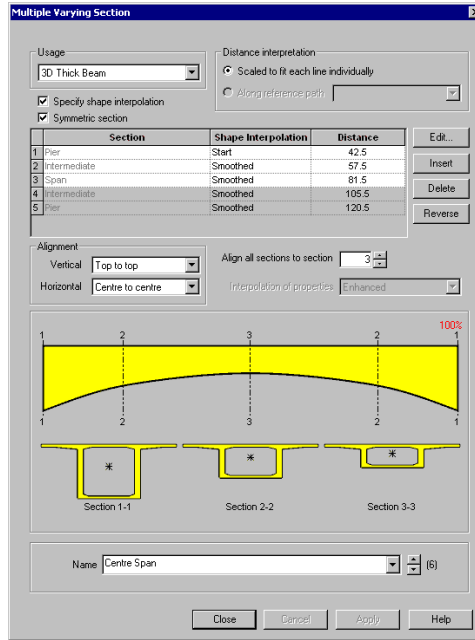 Multiple Varying Section
Usage
3D Thick Beam
Distance interpretation
Scaled to fit each line individually
Along reference path
Specify shape interpolation
Symmetric section
Section Shape Interpolation Distance
1 Pier Start 42.5
2 Intermediate Smoothed 57.5
3 Span Smoothed 81.5
4 Intermediate Smoothed 105.5
5 Pier Smoothed 120.5
Edit...
Insert
Delete
Reverse
Alignment
Vertical Top to top
Horizontal Centre to centre
Align all sections to section 3
Interpolation of properties Enhanced
100%
1 2 3 2 1
1 2 3 2 1
Section 1-1 Section 2-2 Section 3-3
Name Centre Span (6)
Close Cancel Apply Help